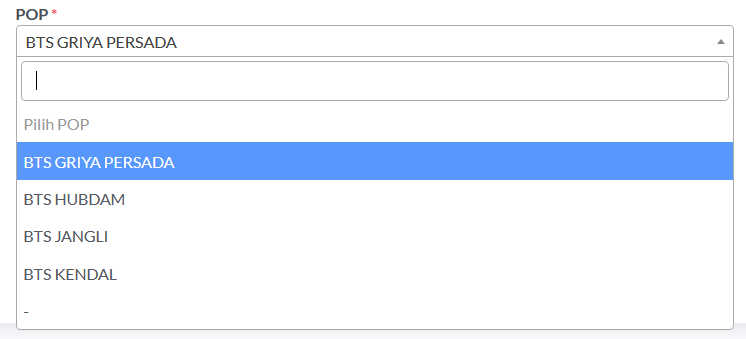 POP *
BTS GRIYA PERSADA
Pilih POP
BTS GRIYA PERSADA
BTS HUBDAM
BTS JANGLI
BTS KENDAL
-